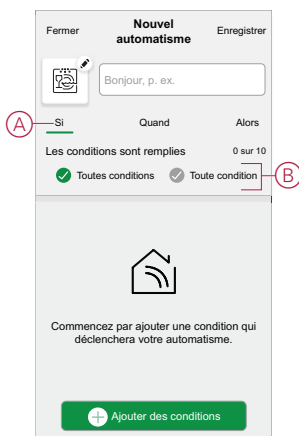 Fermer
Nouvel
automatisme
Enregistrer
Bonjour, p. ex.
A
Si
Quand
Alors
Les conditions sont remplies
0 sur 10
Toutes conditions
Toute condition
B
Commencez par ajouter une condition qui
déclenchera votre automatisme.
Ajouter des conditions